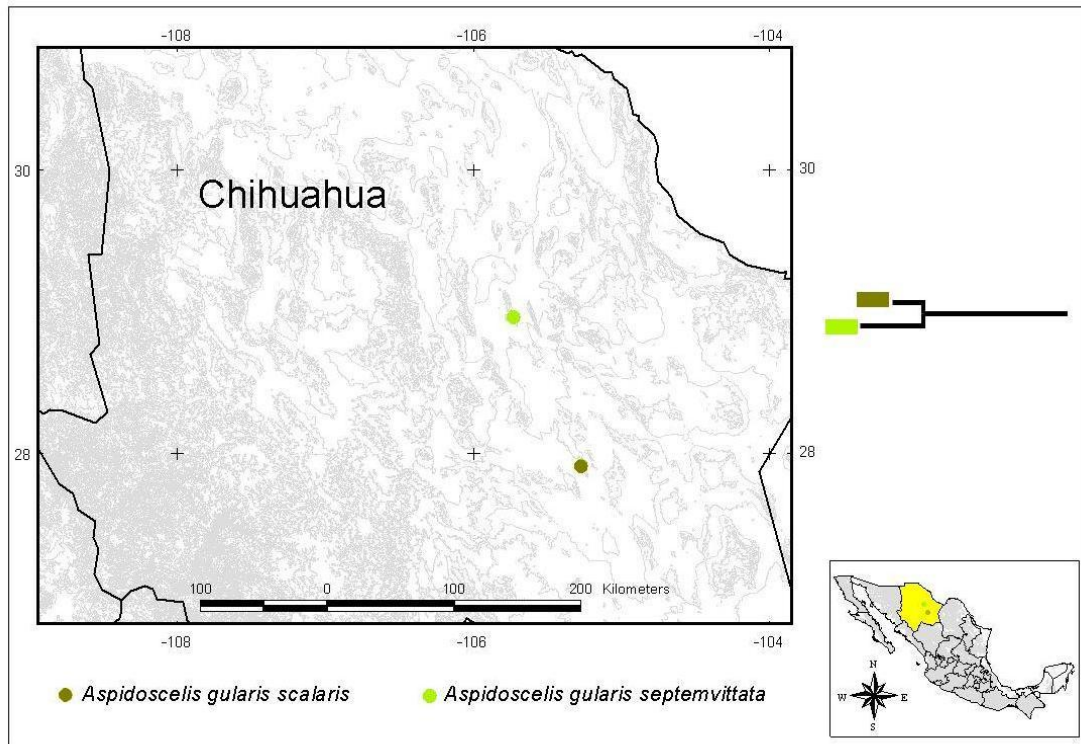 -108 -106 -104
30 30
Chihuahua
28 28
100 0 100 200 Kilometers
-108 -106 -104
Aspidoscelis gularis scalaris Aspidoscelis gularis septemvittata
N
W E
S